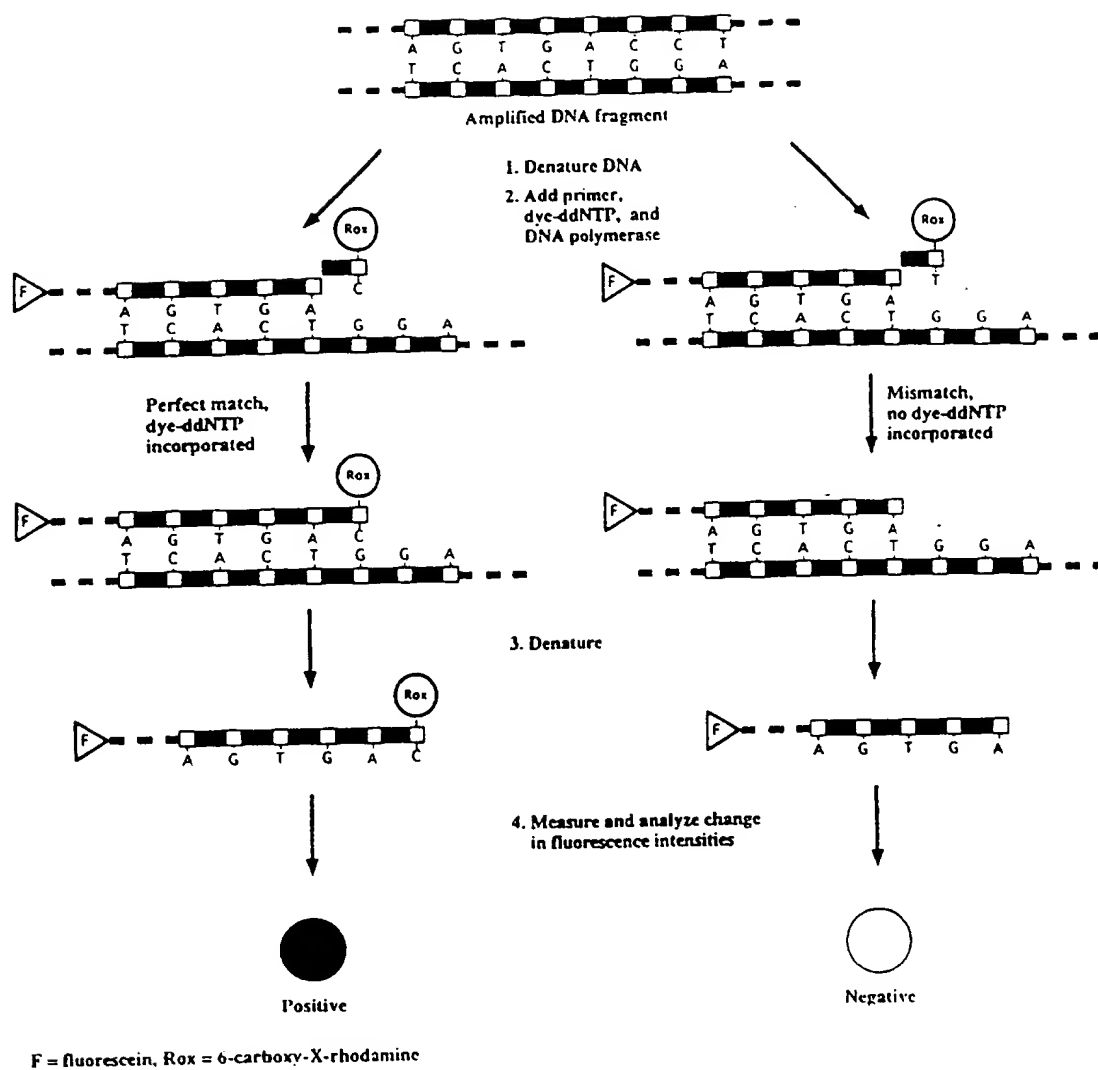 A G T G A C C T
T C A C T G G A
Amplified DNA fragment
1. Denature DNA
2. Add primer,
dye-ddNTP, and
DNA polymerase
Rox
C
F
A G T G A
T C A C T G G A
Rox
T
F
A G T G A
T C A C T G G A
Perfect match,
dye-ddNTP
incorporated
Mismatch,
no dye-ddNTP
incorporated
Rox
F
A G T G A C
T C A C T G G A
F
A G T G A
T C A C T G G A
3. Denature
Rox
F
A G T G A C
F
A G T G A
4. Measure and analyze change
in fluorescence intensities
Positive
Negative
F = fluorescein, Rox = 6-carboxy-X-rhodamine